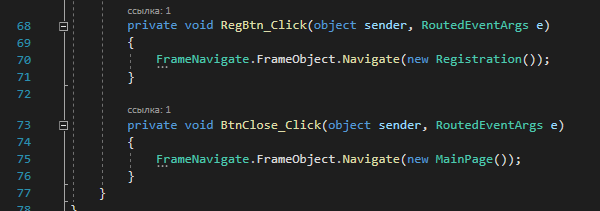 ссылка: 1
68 private void RegBtn_Click(object sender, RoutedEventArgs e)
69 {
70 FrameNavigate.FrameObject.Navigate(new Registration());
71 }
72
ссылка: 1
73 private void BtnClose_Click(object sender, RoutedEventArgs e)
74 {
75 FrameNavigate.FrameObject.Navigate(new MainPage());
76 }
77 }
78 }